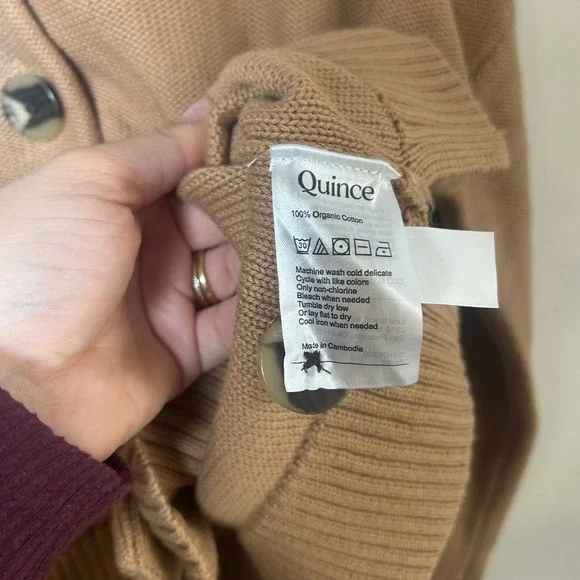 Quince
100% Organic Cotton
30
Machine wash cold delicate
Cycle with like colors
Only non-chlorine
Bleach when needed
Tumble dry low
Or lay flat to dry
Cool iron when needed
Made in Cambodia